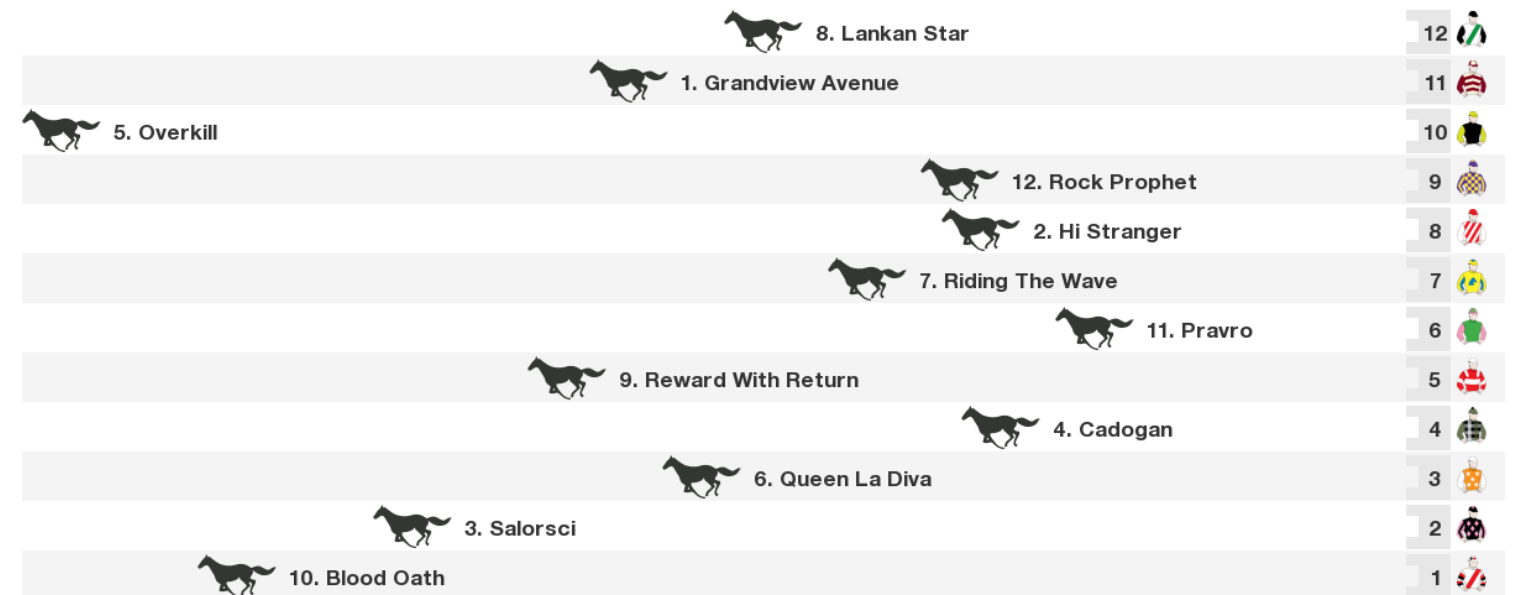 8. Lankan Star 12
1. Grandview Avenue 11
5. Overkill 10
12. Rock Prophet 9
2. Hi Stranger 8
7. Riding The Wave 7
11. Pravro 6
9. Reward With Return 5
4. Cadogan 4
6. Queen La Diva 3
3. Salorsci 2
10. Blood Oath 1